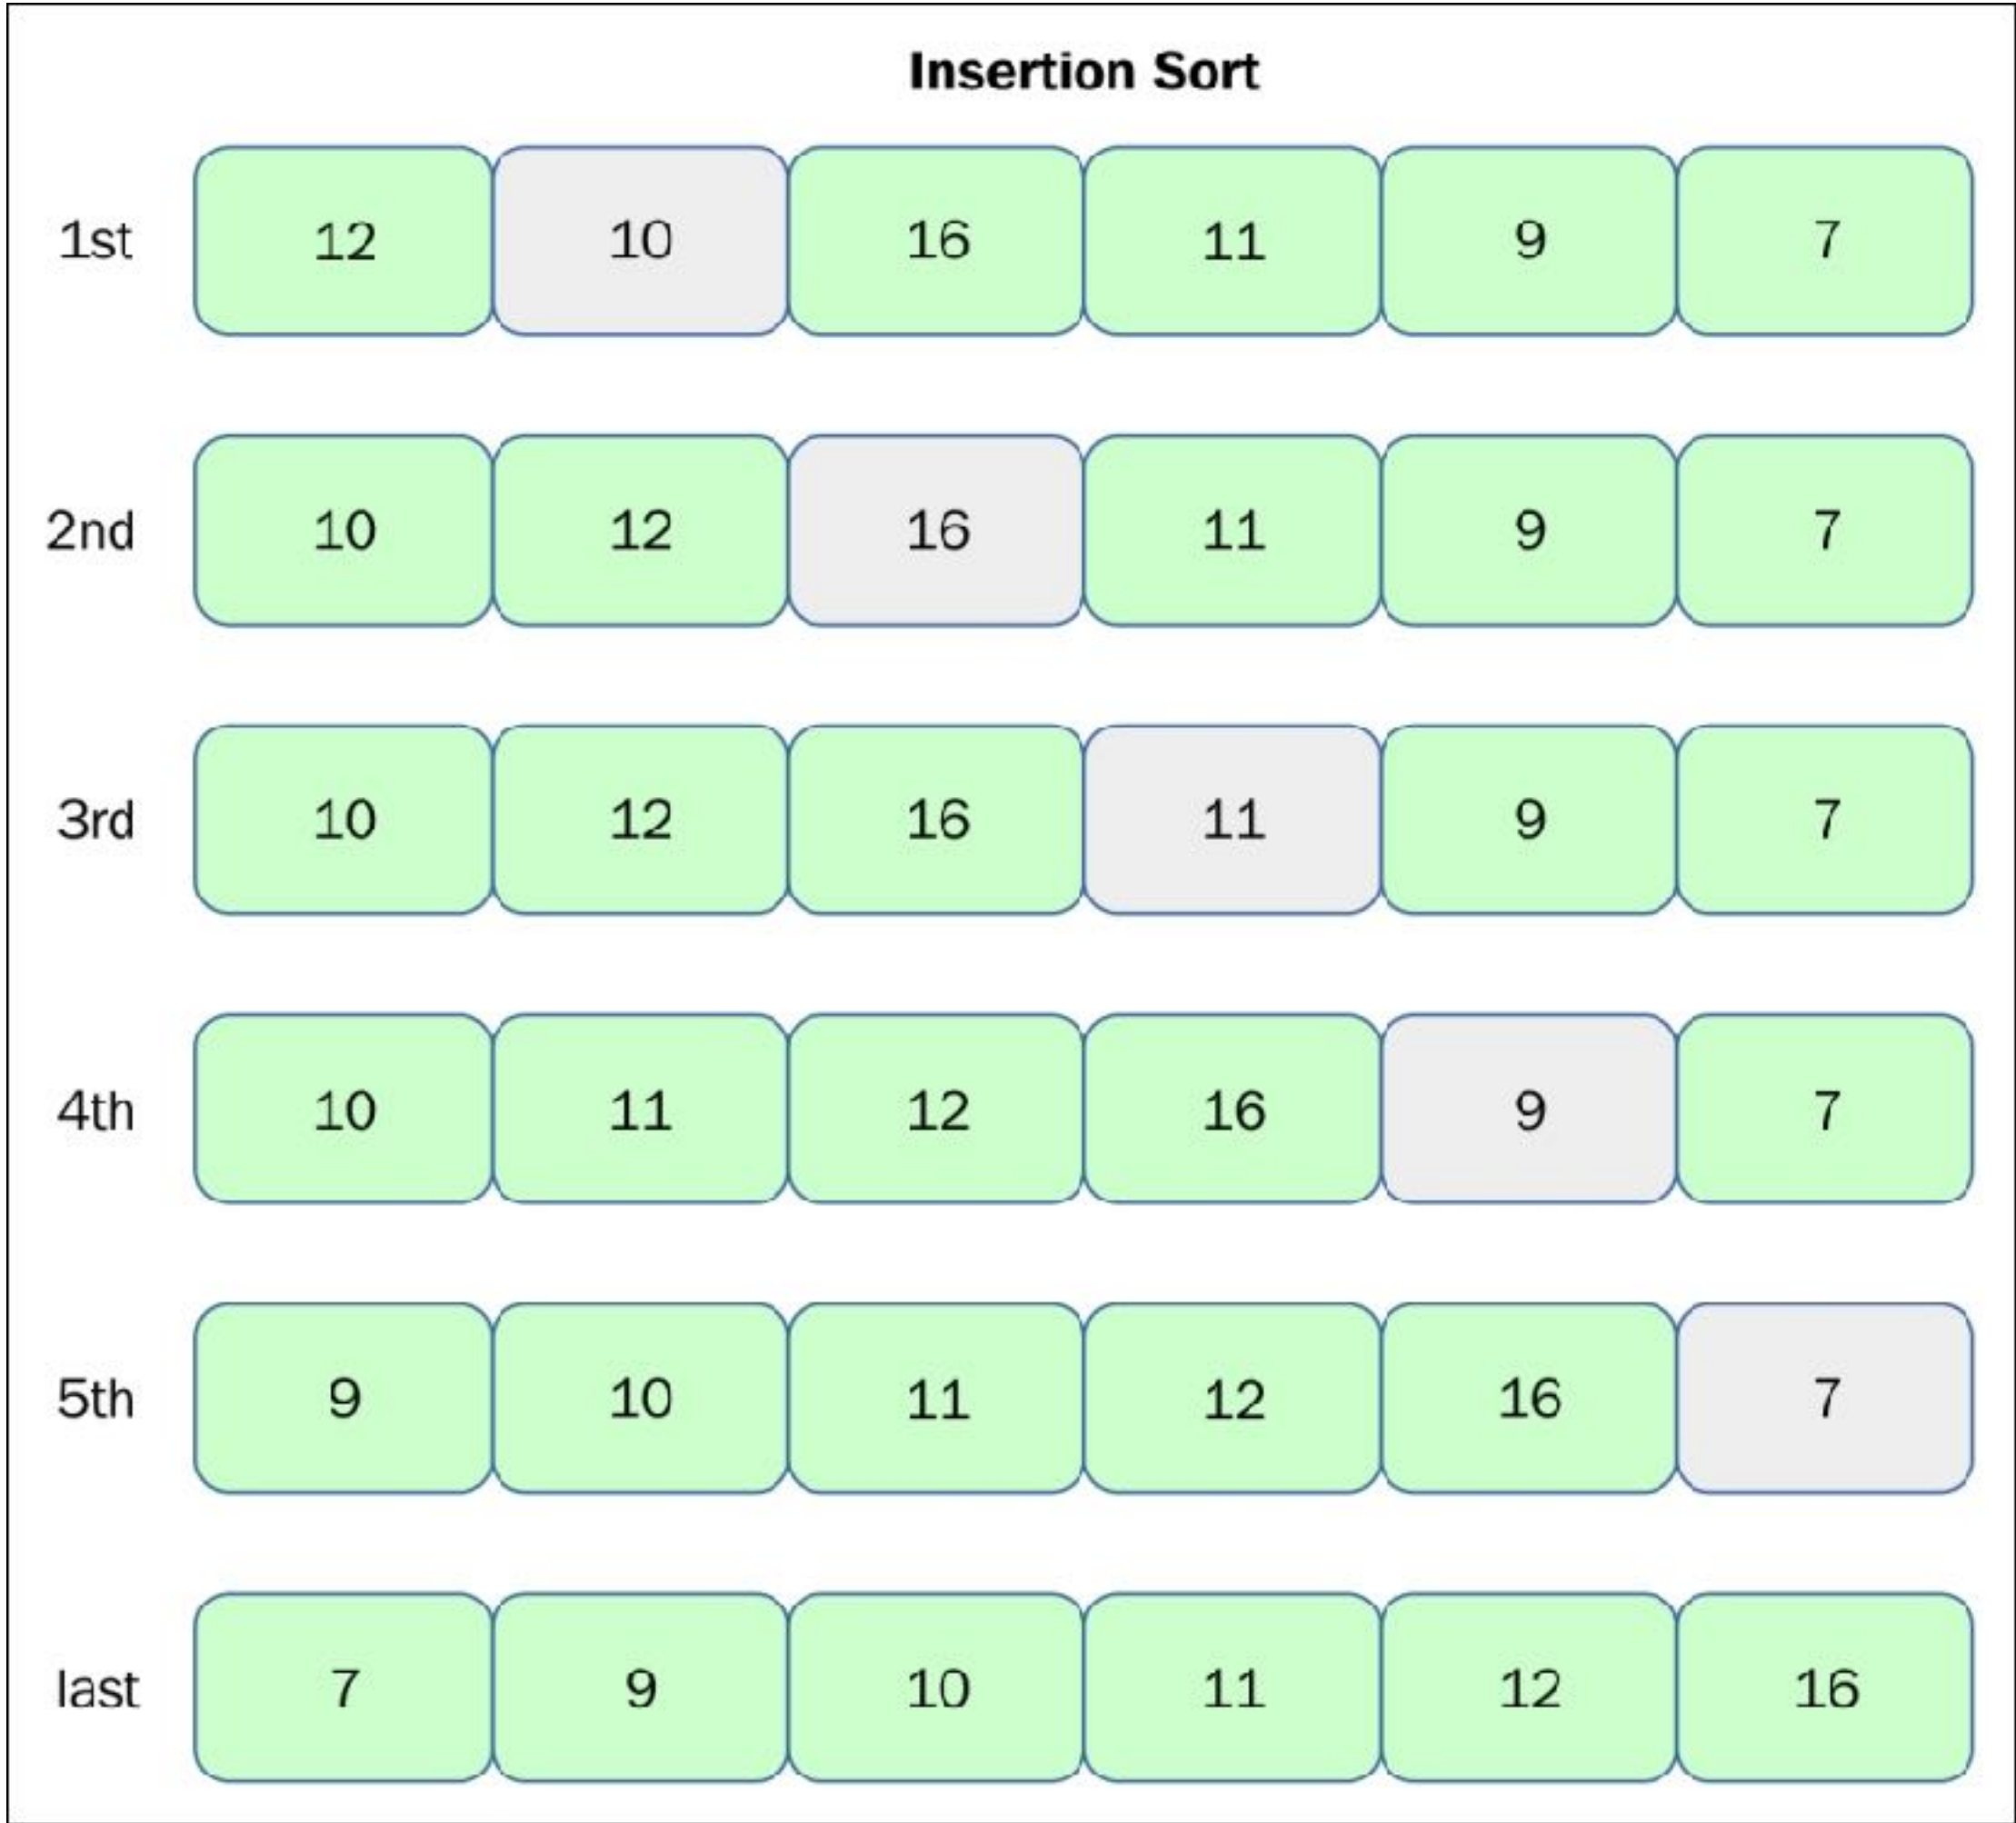 Insertion Sort
1st 12 10 16 11 9 7
2nd 10 12 16 11 9 7
3rd 10 12 16 11 9 7
4th 10 11 12 16 9 7
5th 9 10 11 12 16 7
last 7 9 10 11 12 16